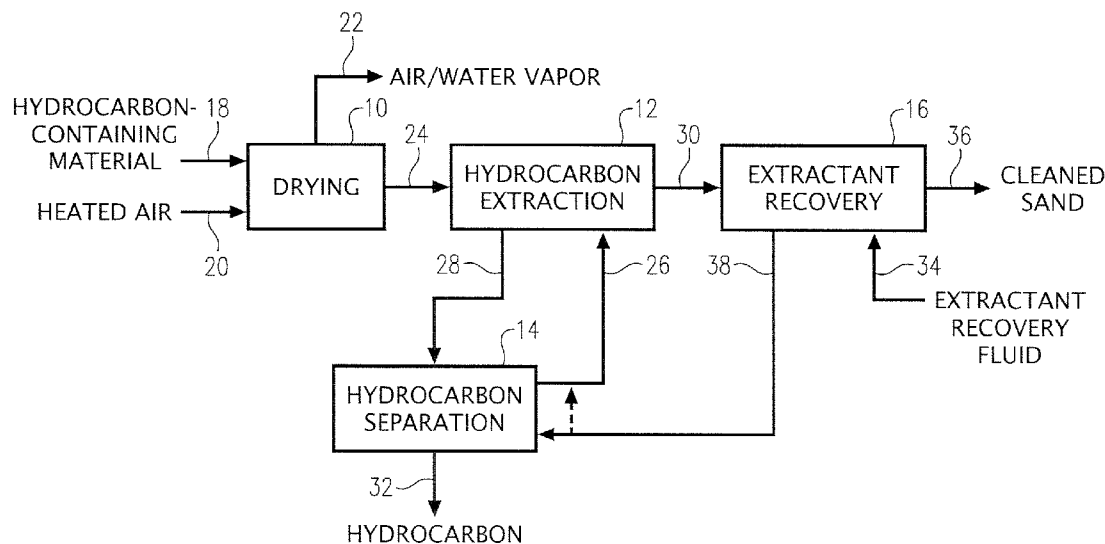 22
AIR/WATER VAPOR
HYDROCARBON-
CONTAINING
MATERIAL
18
10
12
16
24
30
36
DRYING
HYDROCARBON
EXTRACTION
EXTRACTANT
RECOVERY
CLEANED
SAND
HEATED AIR
20
28
26
38
34
EXTRACTANT
RECOVERY
FLUID
14
HYDROCARBON
SEPARATION
32
HYDROCARBON